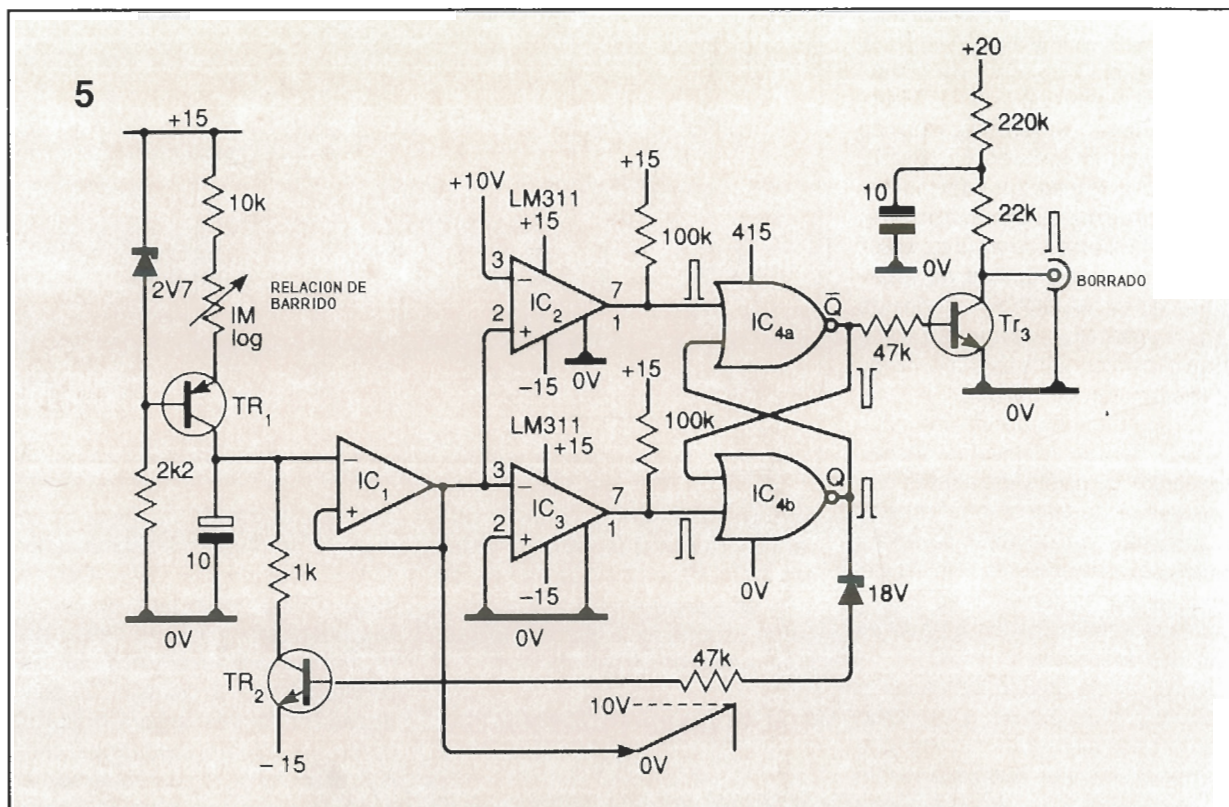 5
+15
10k
2V7
RELACION DE
BARRIDO
IM
log
TR1
2k2
10
0V
1k
TR2
−15
−
+
IC1
+10V
LM311
+15
3
−
2
+
IC2
7
1
−15
0V
+15
100k
LM311
+15
3
−
2
+
IC3
7
1
−15
0V
+15
100k
415
IC4a
Q̄
IC4b
Q
0V
18V
47k
10V
0V
47k
+20
220k
10
0V
22k
BORRADO
Tr3
0V